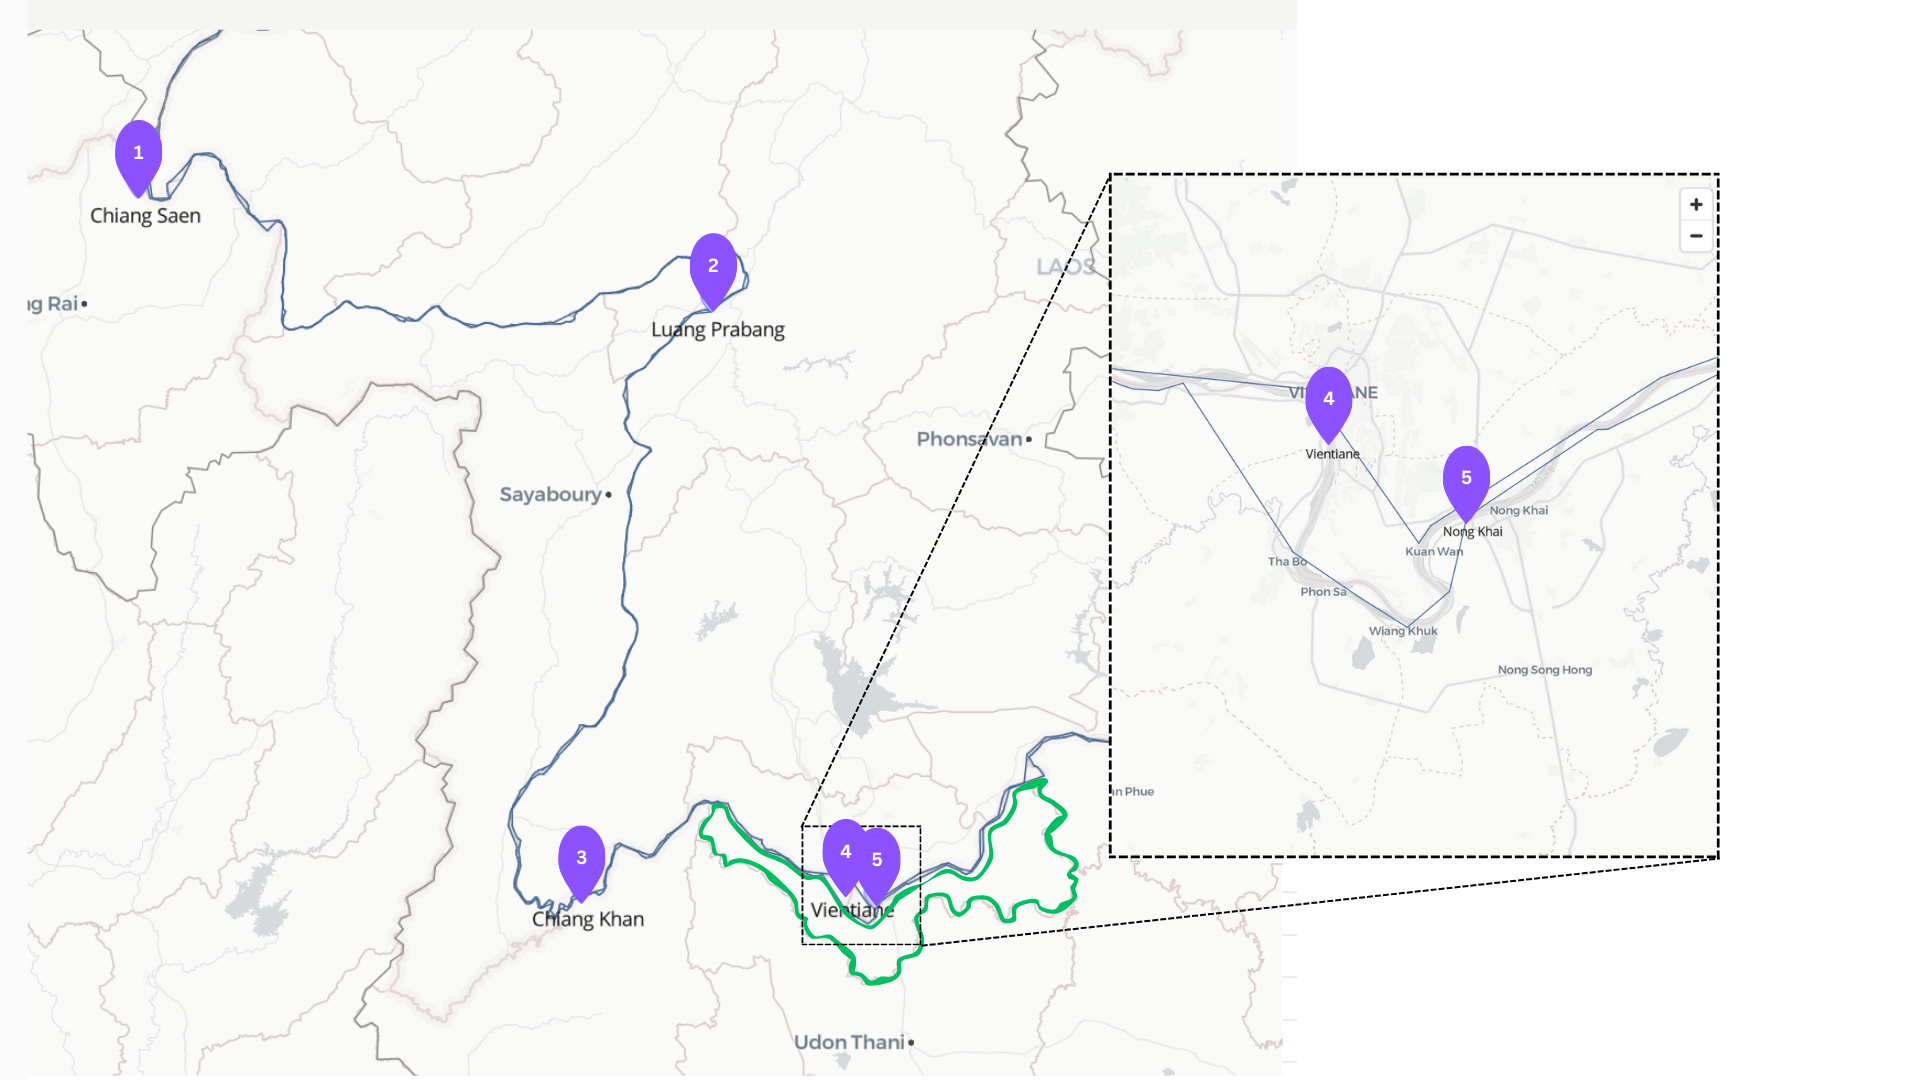 1
Chiang Saen
ng Rai
2
Luang Prabang
LAOS
Phonsavan
Sayaboury
3
Chiang Khan
4
5
Vientiane
Udon Thani
+
−
4
Vientiane
5
Nong Khai
Nong Khai
Kuan Wan
Tha Bo
Phon Sa
Wiang Khuk
Nong Song Hong
n Phue